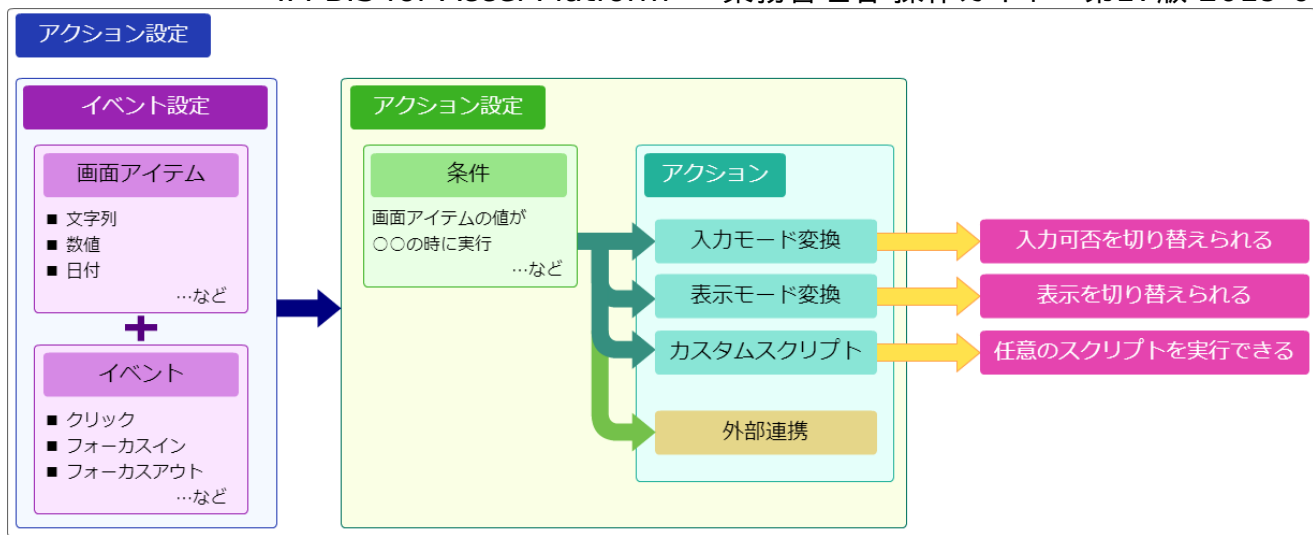 アクション設定
イベント設定
画面アイテム
■ 文字列
■ 数値
■ 日付
…など
イベント
■ クリック
■ フォーカスイン
■ フォーカスアウト
…など
アクション設定
条件
画面アイテムの値が
○○の時に実行
…など
アクション
入力モード変換
表示モード変換
カスタムスクリプト
外部連携
入力可否を切り替えられる
表示を切り替えられる
任意のスクリプトを実行できる